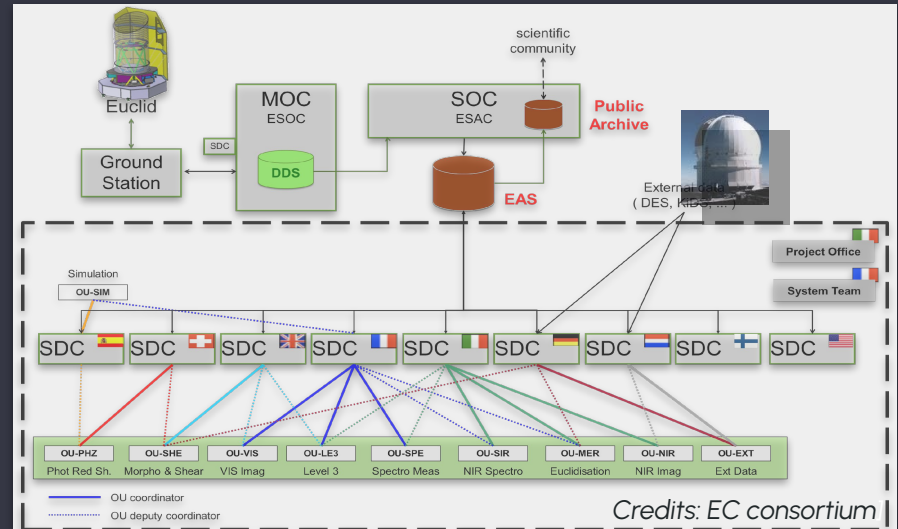 scientific
community
Euclid
MOC
ESOC
SOC
ESAC
Public
Archive
SDC
Ground
Station
DDS
EAS
External data
( DES, KIDS, ... )
Project Office
System Team
Simulation
OU-SIM
SDC
SDC
SDC
SDC
SDC
SDC
SDC
SDC
SDC
OU-PHZ
OU-SHE
OU-VIS
OU-LE3
OU-SPE
OU-SIR
OU-MER
OU-NIR
OU-EXT
Phot Red Sh.
Morpho & Shear
VIS Imag
Level 3
Spectro Meas
NIR Spectro
Euclidisation
NIR Imag
Ext Data
OU coordinator
OU deputy coordinator
Credits: EC consortium